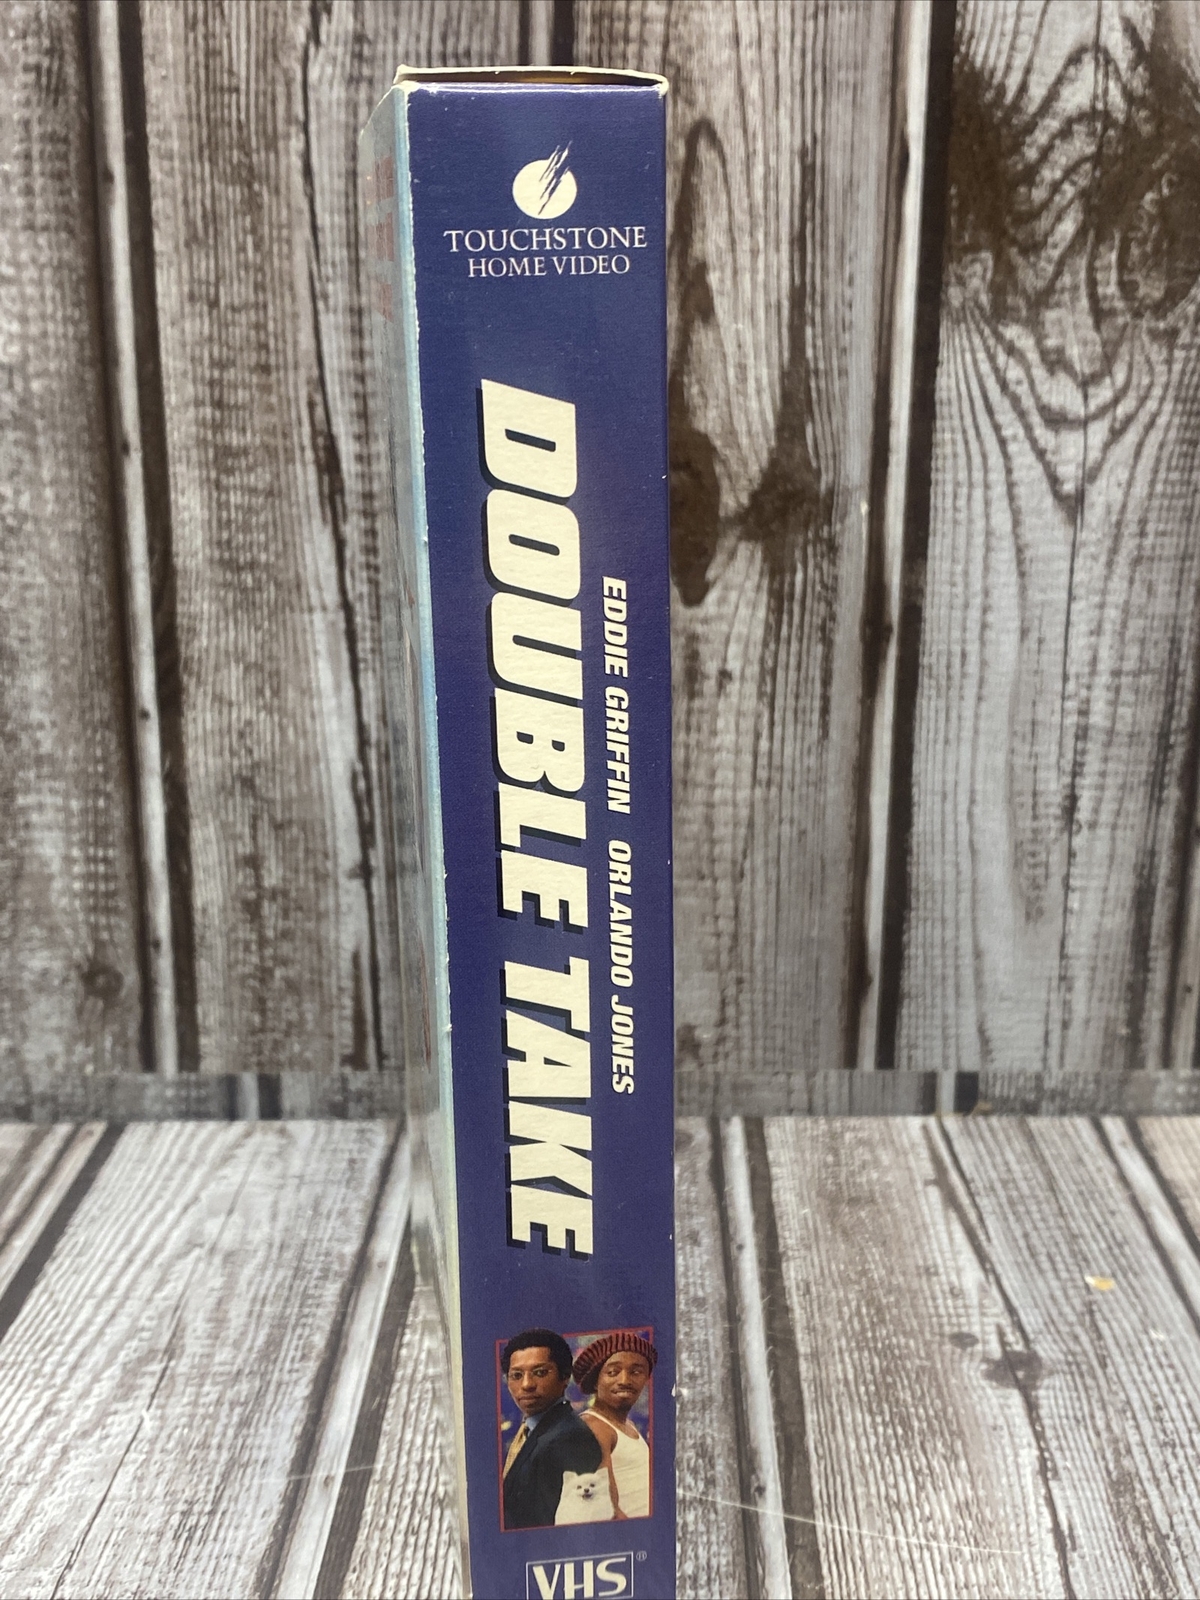 TOUCHSTONE
HOME VIDEO
EDDIE GRIFFIN ORLANDO JONES
DOUBLE TAKE
VHS®